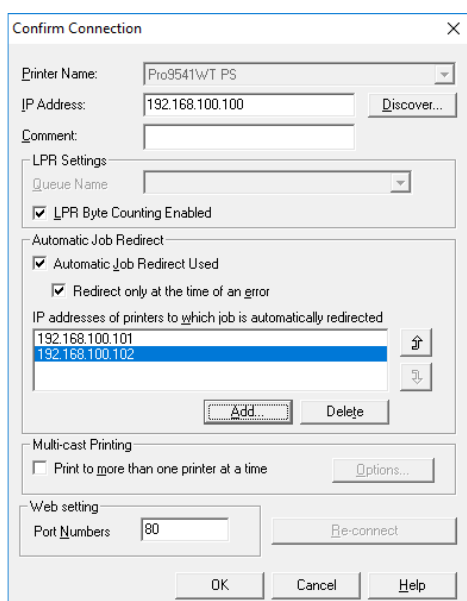 Confirm Connection
Printer Name: Pro9541WT PS
IP Address: 192.168.100.100 Discover...
Comment:
LPR Settings
Queue Name
LPR Byte Counting Enabled
Automatic Job Redirect
Automatic Job Redirect Used
Redirect only at the time of an error
IP addresses of printers to which job is automatically redirected
192.168.100.101
192.168.100.102
Add... Delete
Multi-cast Printing
Print to more than one printer at a time Options...
Web setting
Port Numbers 80 Re-connect
OK Cancel Help